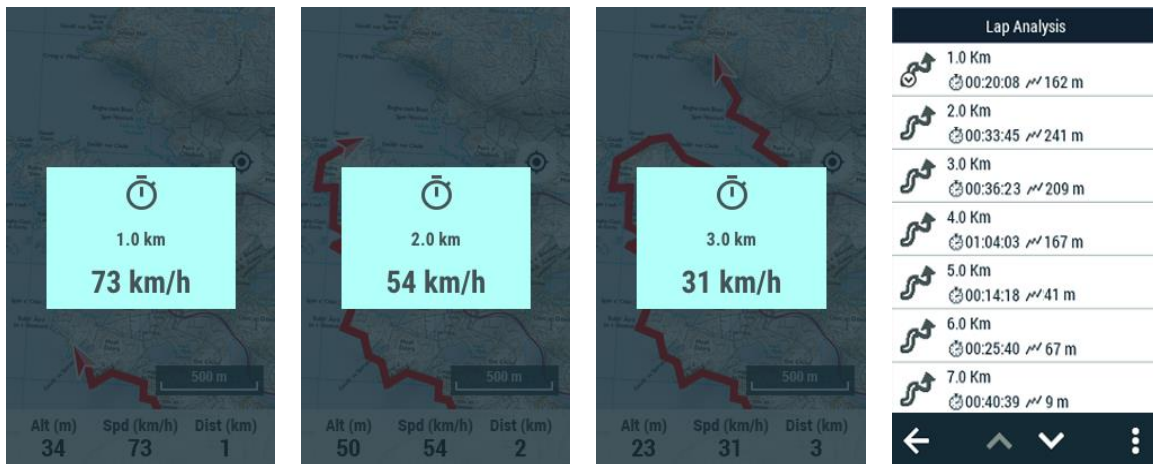 1.0 km
73 km/h
500 m
Alt (m) Spd (km/h) Dist (km)
34 73 1
2.0 km
54 km/h
500 m
Alt (m) Spd (km/h) Dist (km)
50 54 2
3.0 km
31 km/h
500 m
Alt (m) Spd (km/h) Dist (km)
23 31 3
Lap Analysis
1.0 Km
00:20:08 162 m
2.0 Km
00:33:45 241 m
3.0 Km
00:36:23 209 m
4.0 Km
01:04:03 167 m
5.0 Km
00:14:18 41 m
6.0 Km
00:25:40 67 m
7.0 Km
00:40:39 9 m